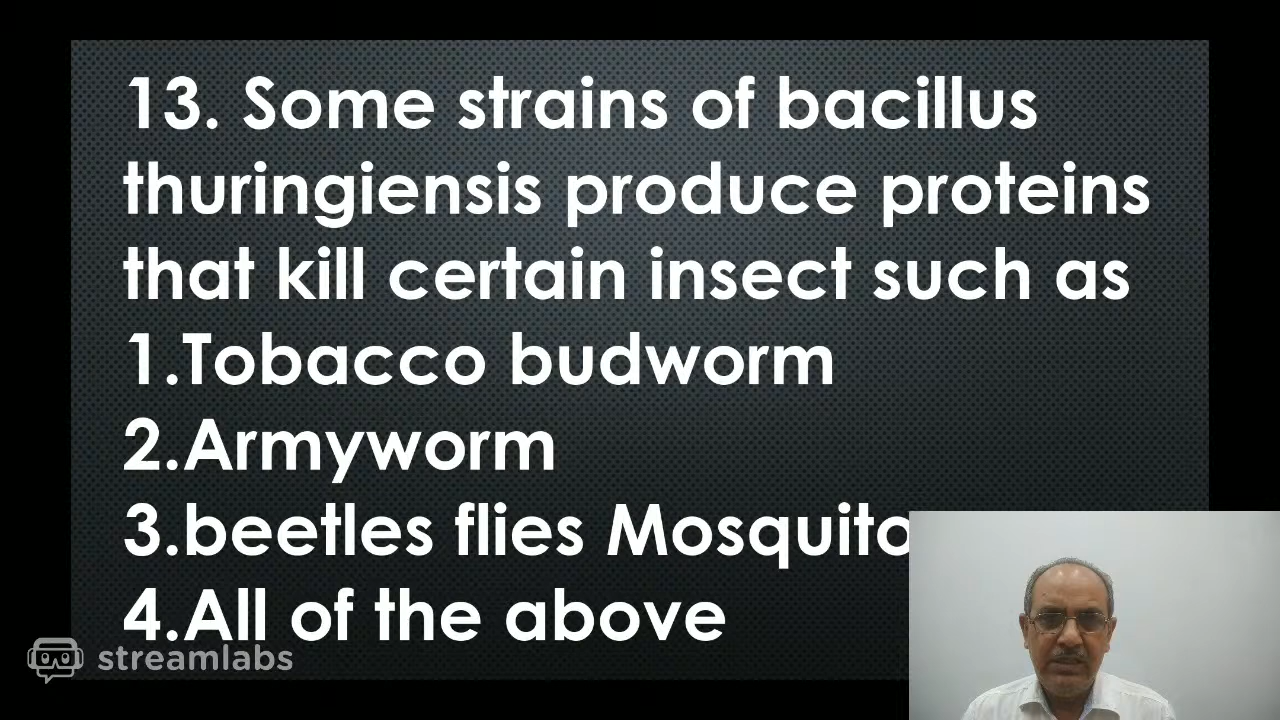 13. Some strains of bacillus
thuringiensis produce proteins
that kill certain insect such as
1.Tobacco budworm
2.Armyworm
3.beetles flies Mosquito
4.All of the above
streamlabs